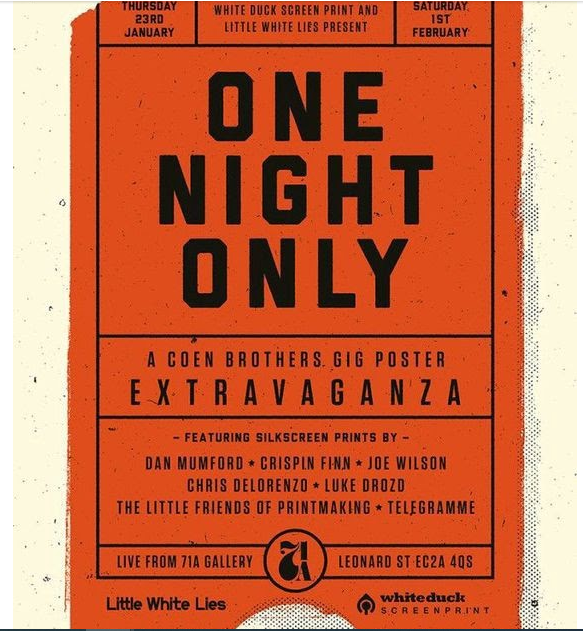 THURSDAY
23RD
JANUARY
WHITE DUCK SCREEN PRINT AND
LITTLE WHITE LIES PRESENT
SATURDAY
1ST
FEBRUARY
ONE
NIGHT
ONLY
A COEN BROTHERS GIG POSTER
EXTRAVAGANZA
– FEATURING SILKSCREEN PRINTS BY –
DAN MUMFORD ★ CRISPIN FINN ★ JOE WILSON
CHRIS DELORENZO ★ LUKE DROZD
THE LITTLE FRIENDS OF PRINTMAKING ★ TELEGRAMME
LIVE FROM 71A GALLERY
71A
LEONARD ST EC2A 4QS
Little White Lies
whiteduck
SCREENPRINT